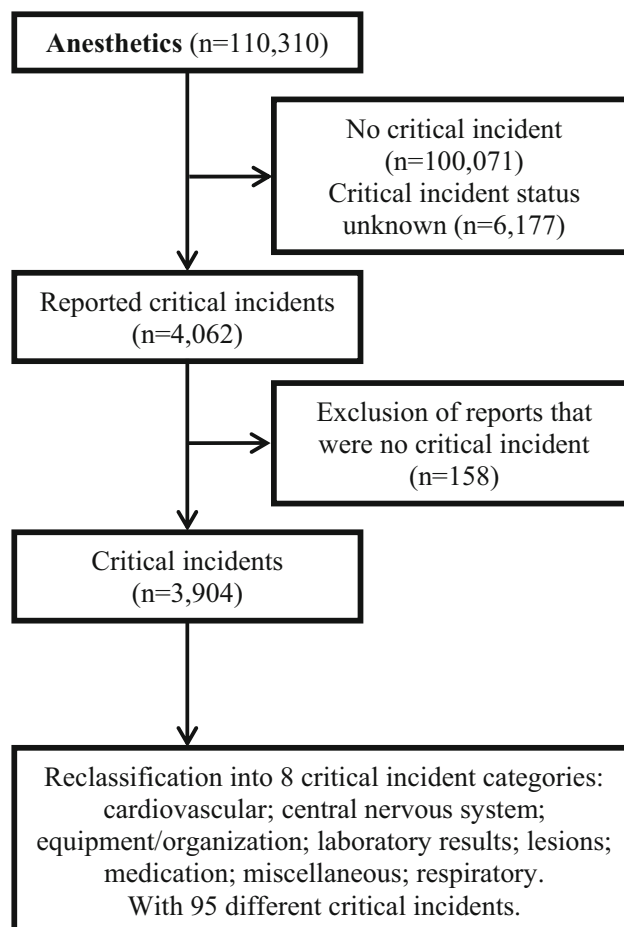 Anesthetics (n=110,310)
No critical incident
(n=100,071)
Critical incident status
unknown (n=6,177)
Reported critical incidents
(n=4,062)
Exclusion of reports that
were no critical incident
(n=158)
Critical incidents
(n=3,904)
Reclassification into 8 critical incident categories:
cardiovascular; central nervous system;
equipment/organization; laboratory results; lesions;
medication; miscellaneous; respiratory.
With 95 different critical incidents.